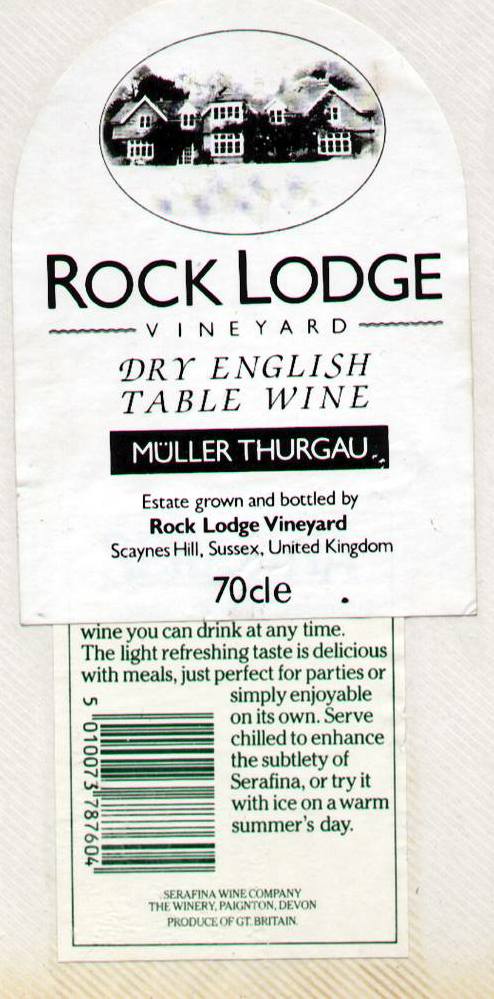 ROCK LODGE
VINEYARD
DRY ENGLISH
TABLE WINE
MÜLLER THURGAU
Estate grown and bottled by
Rock Lodge Vineyard
Scaynes Hill, Sussex, United Kingdom
70cle
wine you can drink at any time.
The light refreshing taste is delicious
with meals, just perfect for parties or
simply enjoyable
on its own. Serve
chilled to enhance
the subtlety of
Serafina, or try it
with ice on a warm
summer's day.
5 010073 787604
SERAFINA WINE COMPANY
THE WINERY, PAIGNTON, DEVON
PRODUCE OF GT. BRITAIN.